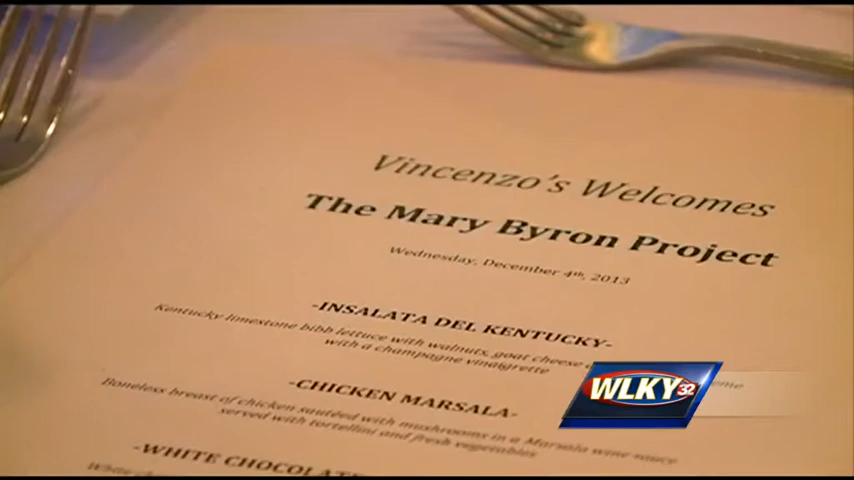 Vincenzo's Welcomes
The Mary Byron Project
Wednesday, December 4th, 2013
-INSALATA DEL KENTUCKY-
Kentucky limestone bibb lettuce with walnuts, goat cheese
with a champagne vinaigrette
-CHICKEN MARSALA-
Boneless breast of chicken sautéed with mushrooms in a Marsala wine sauce
served with tortellini and fresh vegetables
-WHITE CHOCOLATE
White chocolate
WLKY 32